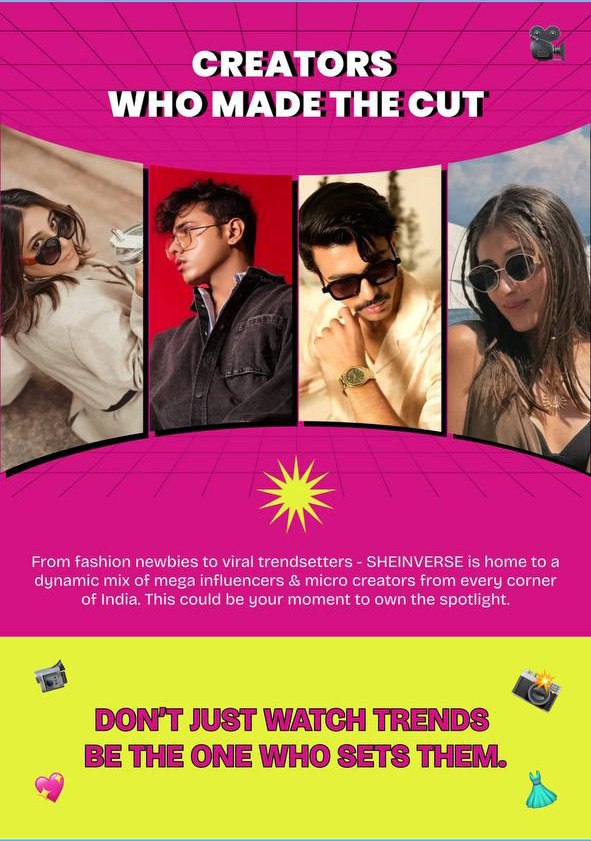 CREATORS
WHO MADE THE CUT
From fashion newbies to viral trendsetters - SHEINVERSE is home to a
dynamic mix of mega influencers & micro creators from every corner
of India. This could be your moment to own the spotlight.
DON'T JUST WATCH TRENDS
BE THE ONE WHO SETS THEM.